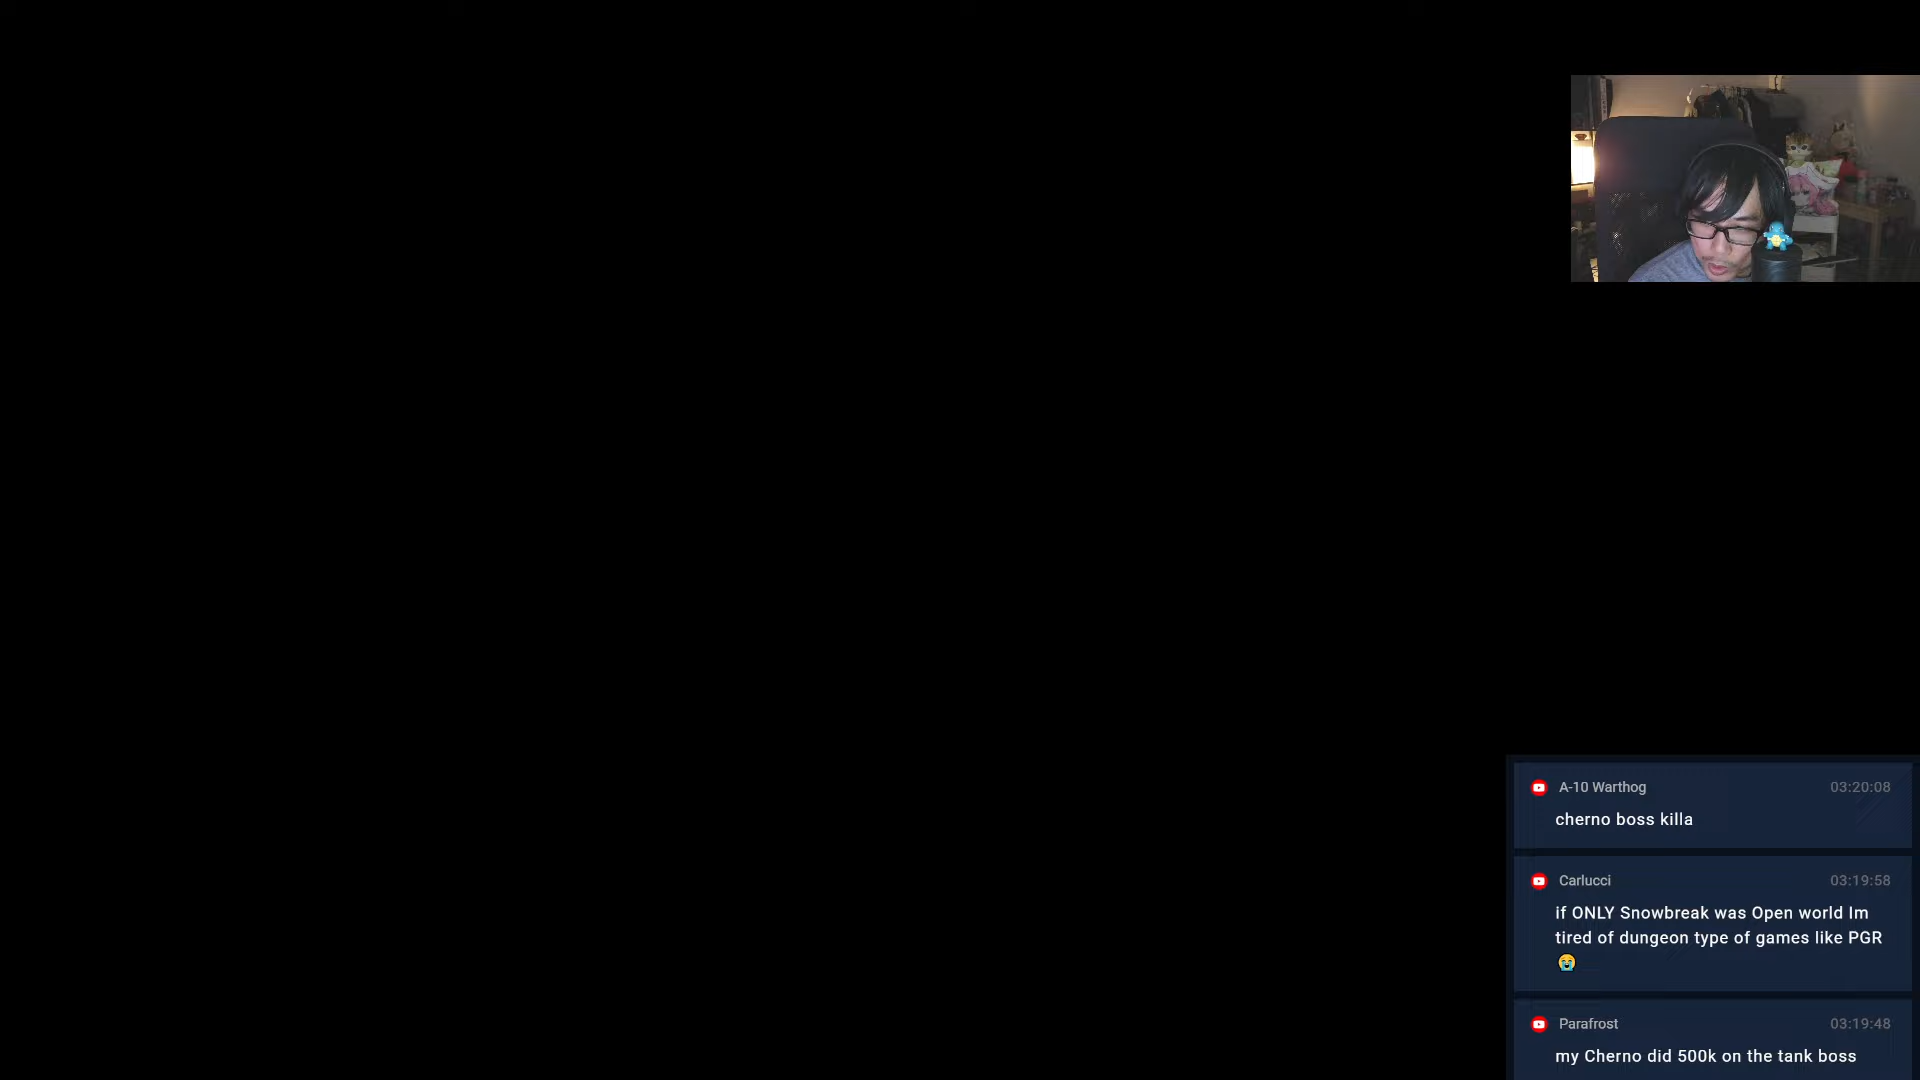 A-10 Warthog 03:20:08
cherno boss killa
Carlucci 03:19:58
if ONLY Snowbreak was Open world Im
tired of dungeon type of games like PGR
😭
Parafrost 03:19:48
my Cherno did 500k on the tank boss